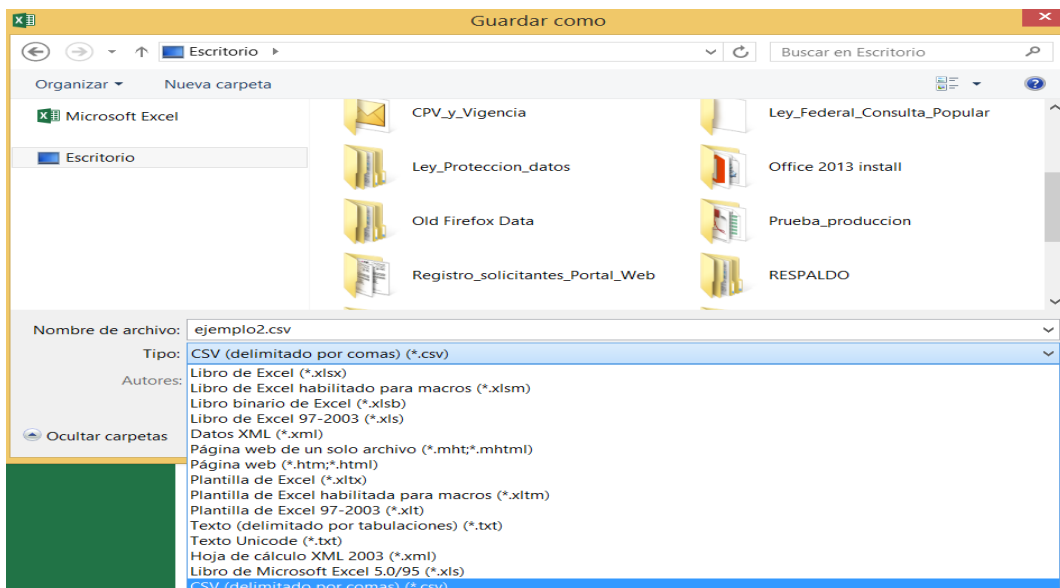 Guardar como
Escritorio
Buscar en Escritorio
Organizar
Nueva carpeta
Microsoft Excel
Escritorio
CPV_y_Vigencia
Ley_Federal_Consulta_Popular
Ley_Proteccion_datos
Office 2013 install
Old Firefox Data
Prueba_produccion
Registro_solicitantes_Portal_Web
RESPALDO
Nombre de archivo: ejemplo2.csv
Tipo: CSV (delimitado por comas) (*.csv)
Autores:
Ocultar carpetas
Libro de Excel (*.xlsx)
Libro de Excel habilitado para macros (*.xlsm)
Libro binario de Excel (*.xlsb)
Libro de Excel 97-2003 (*.xls)
Datos XML (*.xml)
Página web de un solo archivo (*.mht;*.mhtml)
Página web (*.htm;*.html)
Plantilla de Excel (*.xltx)
Plantilla de Excel habilitada para macros (*.xltm)
Plantilla de Excel 97-2003 (*.xlt)
Texto (delimitado por tabulaciones) (*.txt)
Texto Unicode (*.txt)
Hoja de cálculo XML 2003 (*.xml)
Libro de Microsoft Excel 5.0/95 (*.xls)
CSV (delimitado por comas) (*.csv)